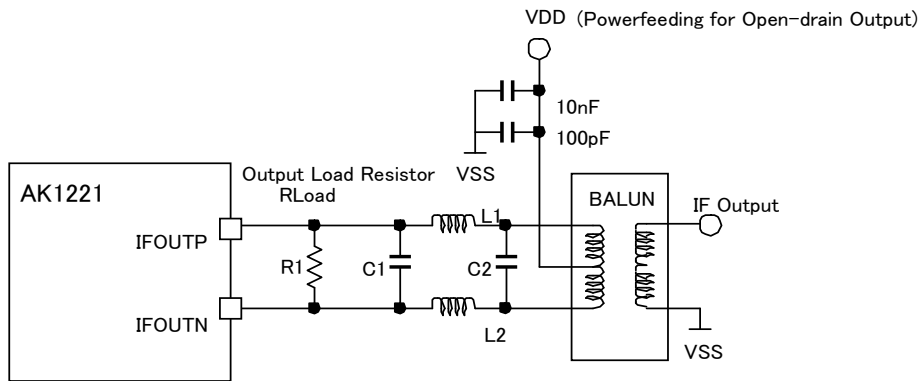 VDD (Powerfeeding for Open-drain Output)
10nF
100pF
VSS
Output Load Resistor
RLoad
AK1221
BALUN
L1
IF Output
IFOUTP
R1
C1
C2
IFOUTN
L2
VSS